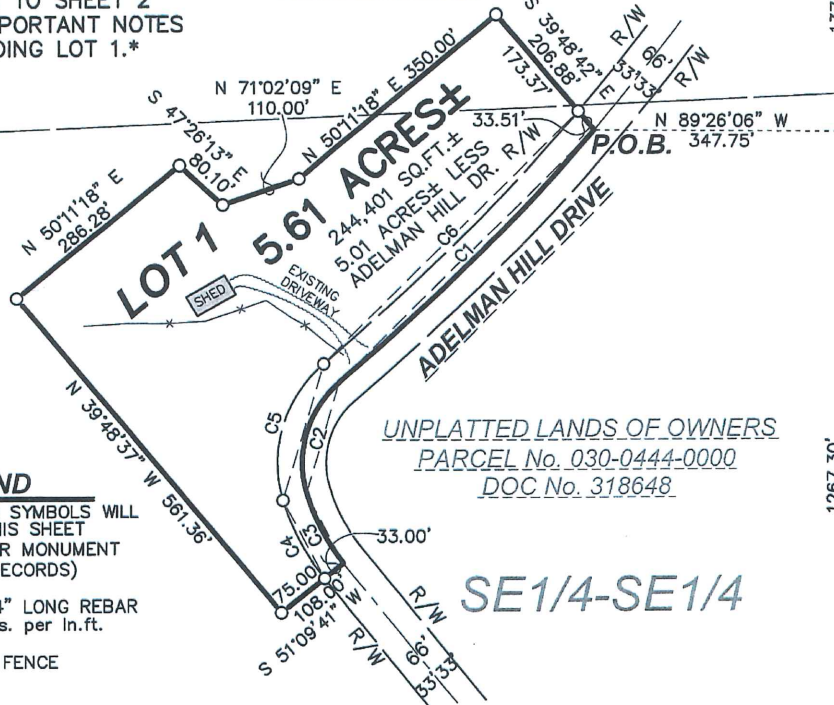 TO SHEET 2
PORTANT NOTES
DING LOT 1.*
N 71°02'09" E
110.00'
S 47°26'13" E
80.10'
N 50°11'18" E 350.00'
S 39°48'42" E
206.88'
173.37'
R/W
66'
33' 33'
R/W
33.51'
N 89°26'06" W
347.75'
P.O.B.
N 50°11'18" E
286.28'
LOT 1
5.61 ACRES±
244,401 SQ.FT.±
5.01 ACRES± LESS
ADELMAN HILL DR. R/W
C6
C1
SHED
EXISTING
DRIVEWAY
ADELMAN HILL DRIVE
C5
C2
N 39°48'37" W 561.36'
UNPLATTED LANDS OF OWNERS
PARCEL No. 030-0444-0000
DOC No. 318648
1267.30'
ND
SYMBOLS WILL
HIS SHEET
R MONUMENT
ECORDS)
4" LONG REBAR
s. per ln.ft.
FENCE
C4
C3
33.00'
75.00'
108.00'
S 51°09'41" W
R/W
R/W
66'
33' 33'
SE1/4-SE1/4